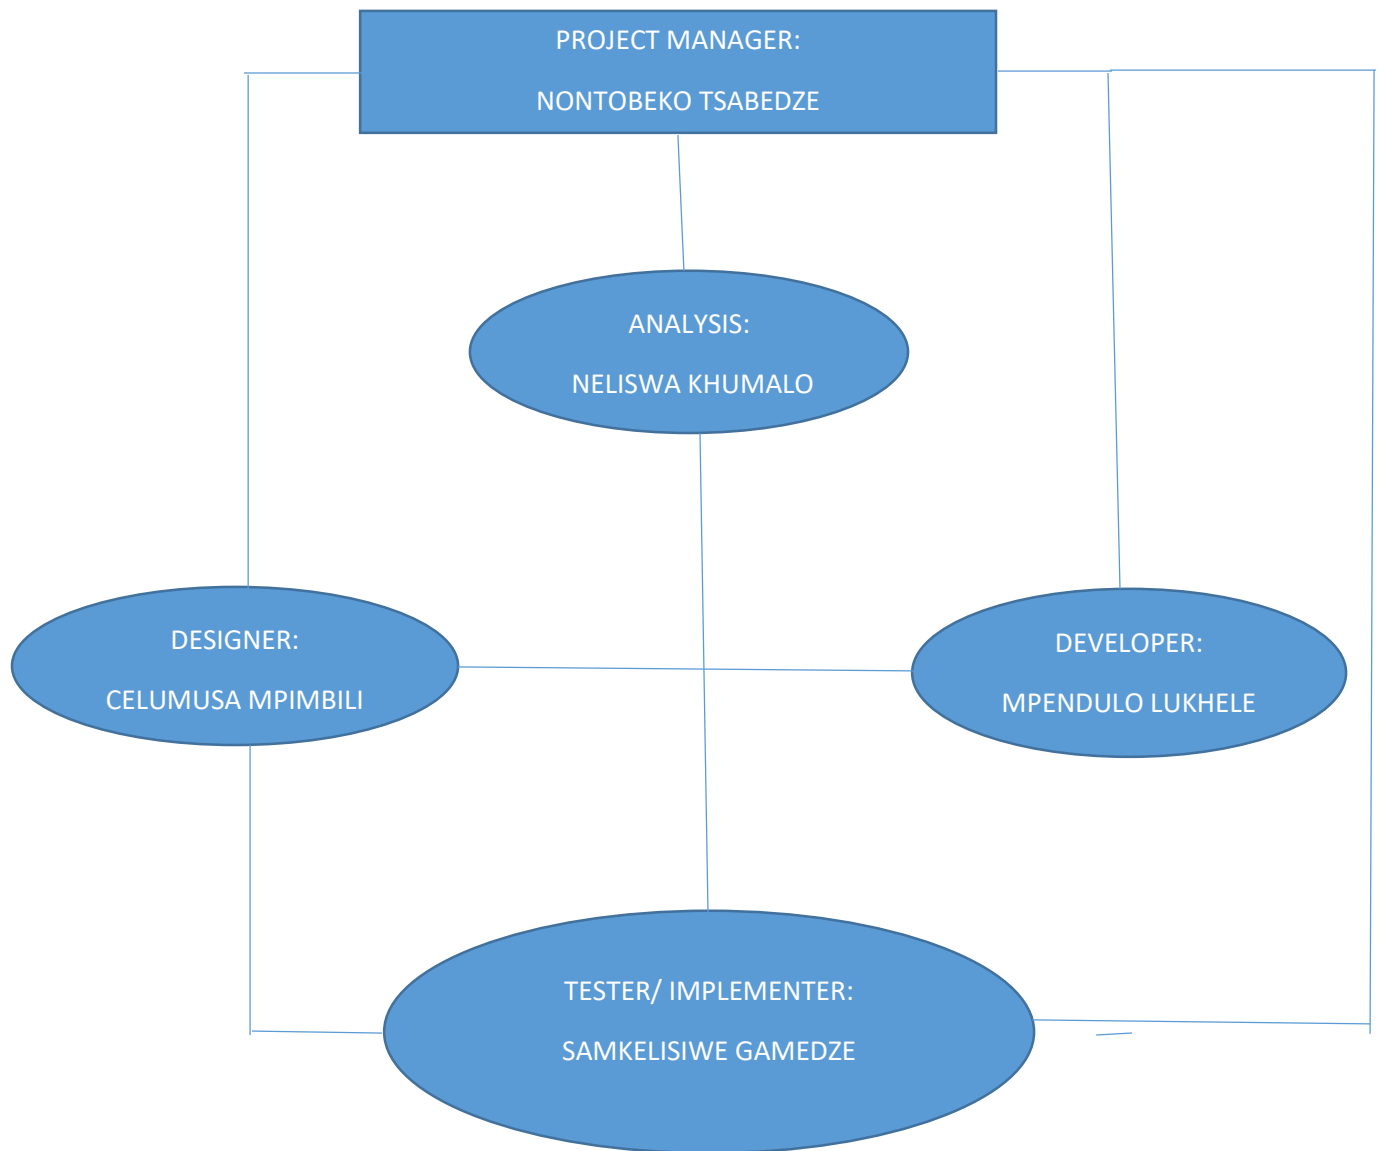 PROJECT MANAGER:
NONTOBEKO TSABEDZE
ANALYSIS:
NELISWA KHUMALO
DESIGNER:
CELUMUSA MPIMBILI
DEVELOPER:
MPENDULO LUKHELE
TESTER/ IMPLEMENTER:
SAMKELISIWE GAMEDZE